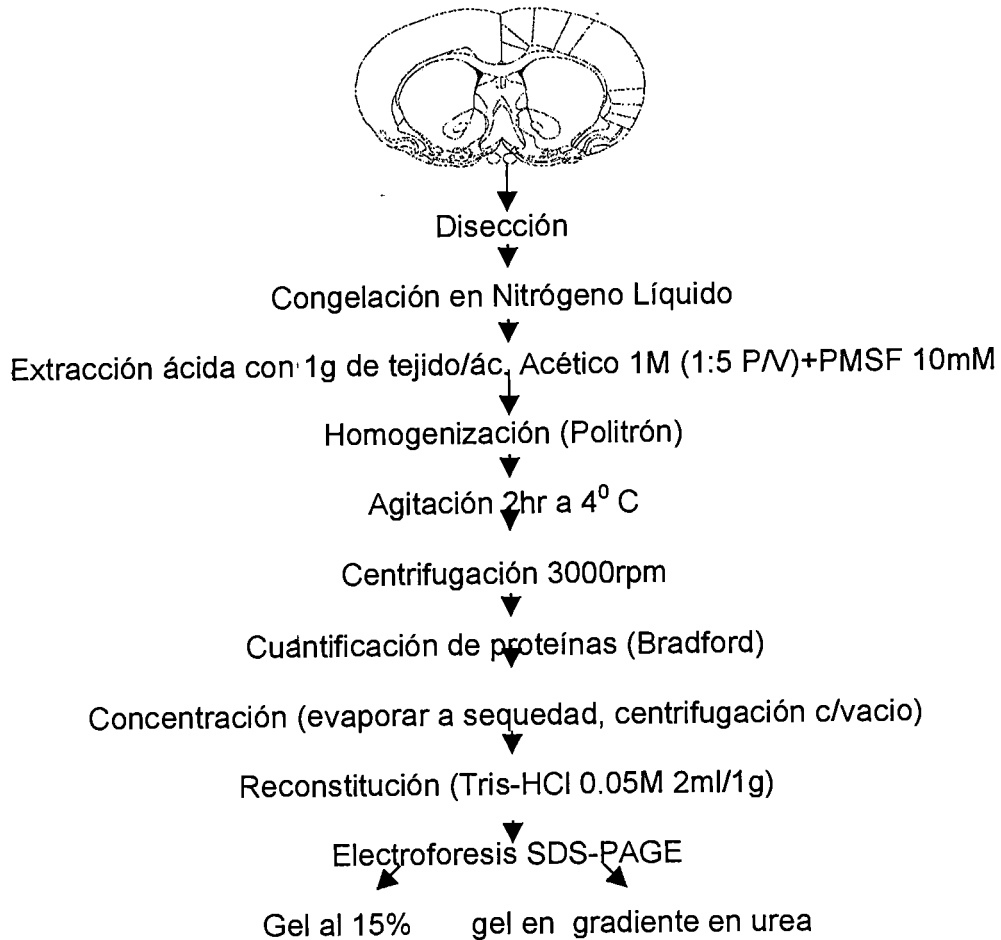 Disección
Congelación en Nitrógeno Líquido
Extracción ácida con 1g de tejido/ác. Acético 1M (1:5 P/V)+PMSF 10mM
Homogenización (Politrón)
Agitación 2hr a 4⁰ C
Centrifugación 3000rpm
Cuántificación de proteínas (Bradford)
Concentración (evaporar a sequedad, centrifugación c/vacio)
Reconstitución (Tris-HCl 0.05M 2ml/1g)
Electroforesis SDS-PAGE
Gel al 15% gel en gradiente en urea